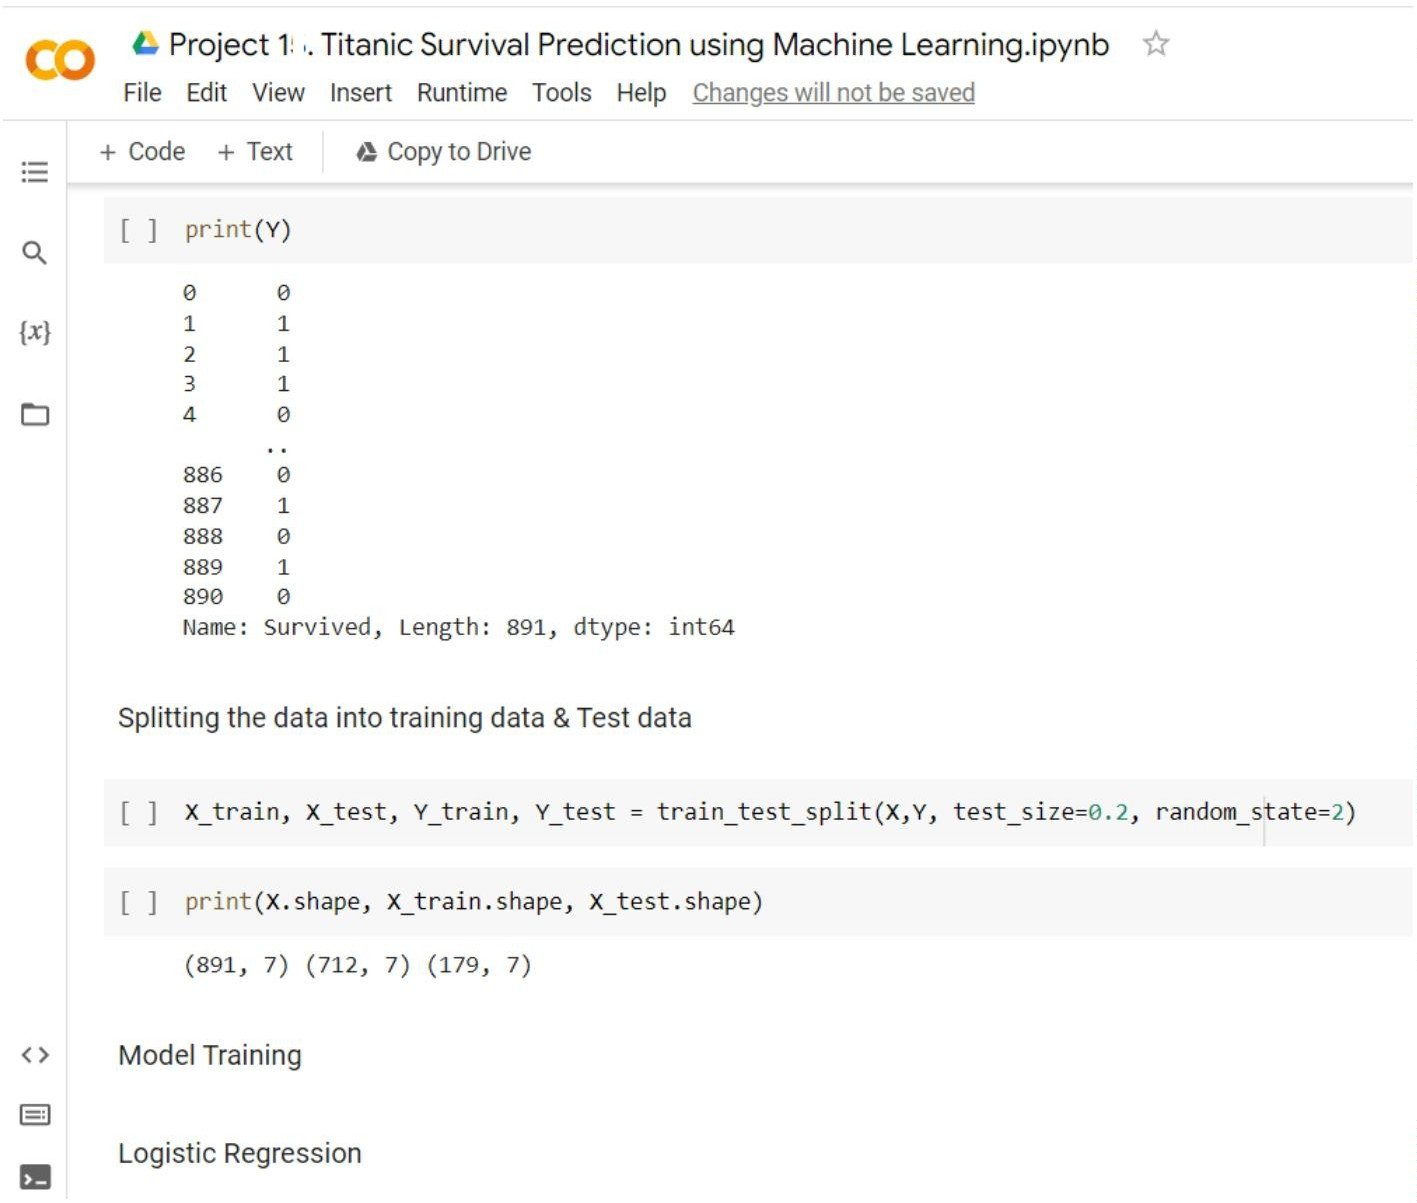 Project 1 . Titanic Survival Prediction using Machine Learning.ipynb
File Edit View Insert Runtime Tools Help Changes will not be saved
+ Code + Text Copy to Drive
[ ] print(Y)
0 0
1 1
2 1
3 1
4 0
..
886 0
887 1
888 0
889 1
890 0
Name: Survived, Length: 891, dtype: int64
Splitting the data into training data & Test data
[ ] X_train, X_test, Y_train, Y_test = train_test_split(X,Y, test_size=0.2, random_state=2)
[ ] print(X.shape, X_train.shape, X_test.shape)
(891, 7) (712, 7) (179, 7)
Model Training
Logistic Regression